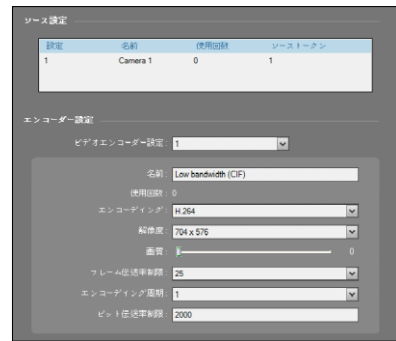 ソース設定
設定 名前 使用回数 ソーストークン
1 Camera 1 0 1
エンコーダー設定
ビデオエンコーダー設定: 1
名前: Low bandwidth (CIF)
使用回数: 0
エンコーディング: H.264
解像度: 704 x 576
画質: 0
フレーム伝送率制限: 25
エンコーディング周期: 1
ビット伝送率制限: 2000